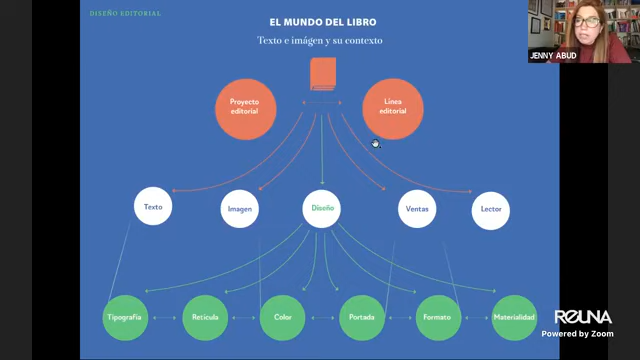 DISEÑO EDITORIAL
EL MUNDO DEL LIBRO
Texto e imágen y su contexto
JENNY ABUD
Proyecto
editorial
Línea
editorial
Texto
Imagen
Diseño
Ventas
Lector
Tipografía
Retícula
Color
Portada
Formato
Materialidad
REUNA
Powered by Zoom